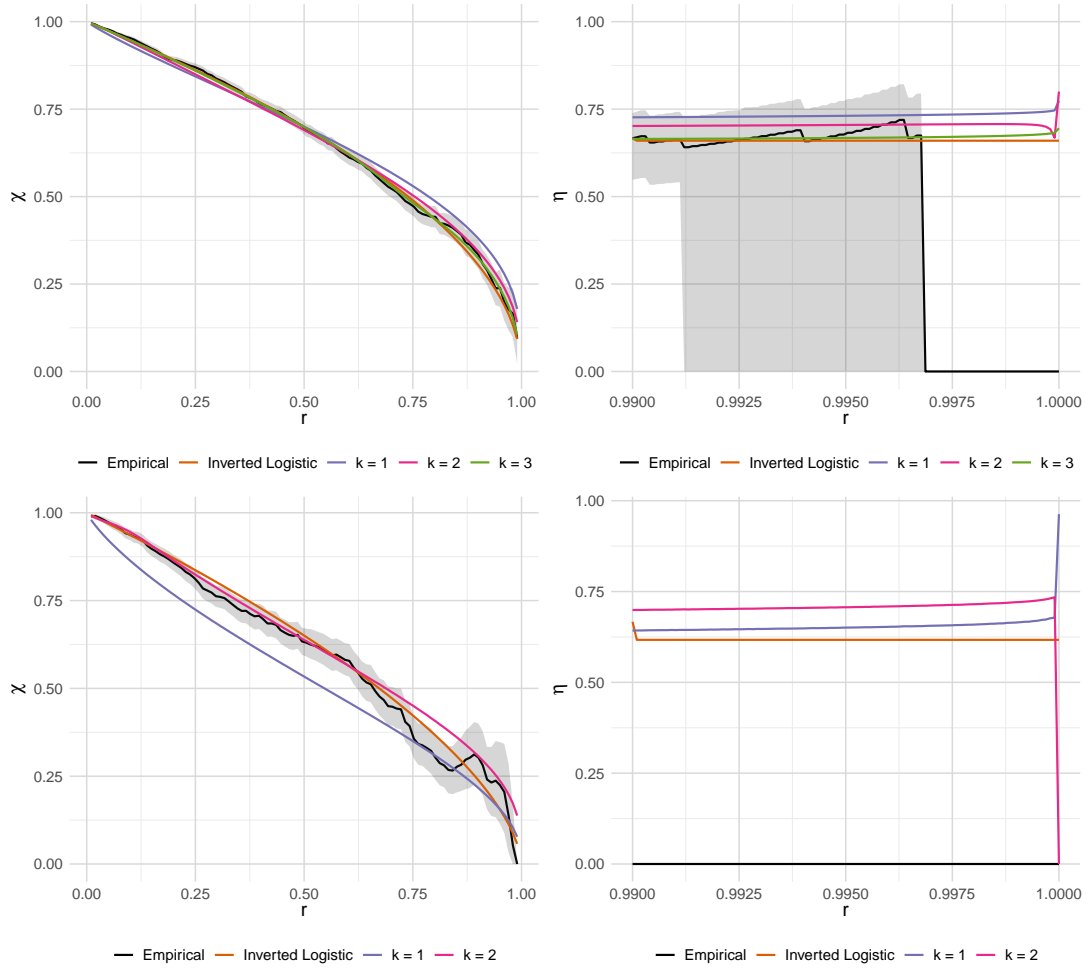 χ
1.00
0.75
0.50
0.25
0.00
0.00 0.25 0.50 0.75 1.00
r
Empirical Inverted Logistic k = 1 k = 2 k = 3
η
1.00
0.75
0.50
0.25
0.00
0.9900 0.9925 0.9950 0.9975 1.0000
r
Empirical Inverted Logistic k = 1 k = 2 k = 3
χ
1.00
0.75
0.50
0.25
0.00
0.00 0.25 0.50 0.75 1.00
r
Empirical Inverted Logistic k = 1 k = 2
η
1.00
0.75
0.50
0.25
0.00
0.9900 0.9925 0.9950 0.9975 1.0000
r
Empirical Inverted Logistic k = 1 k = 2